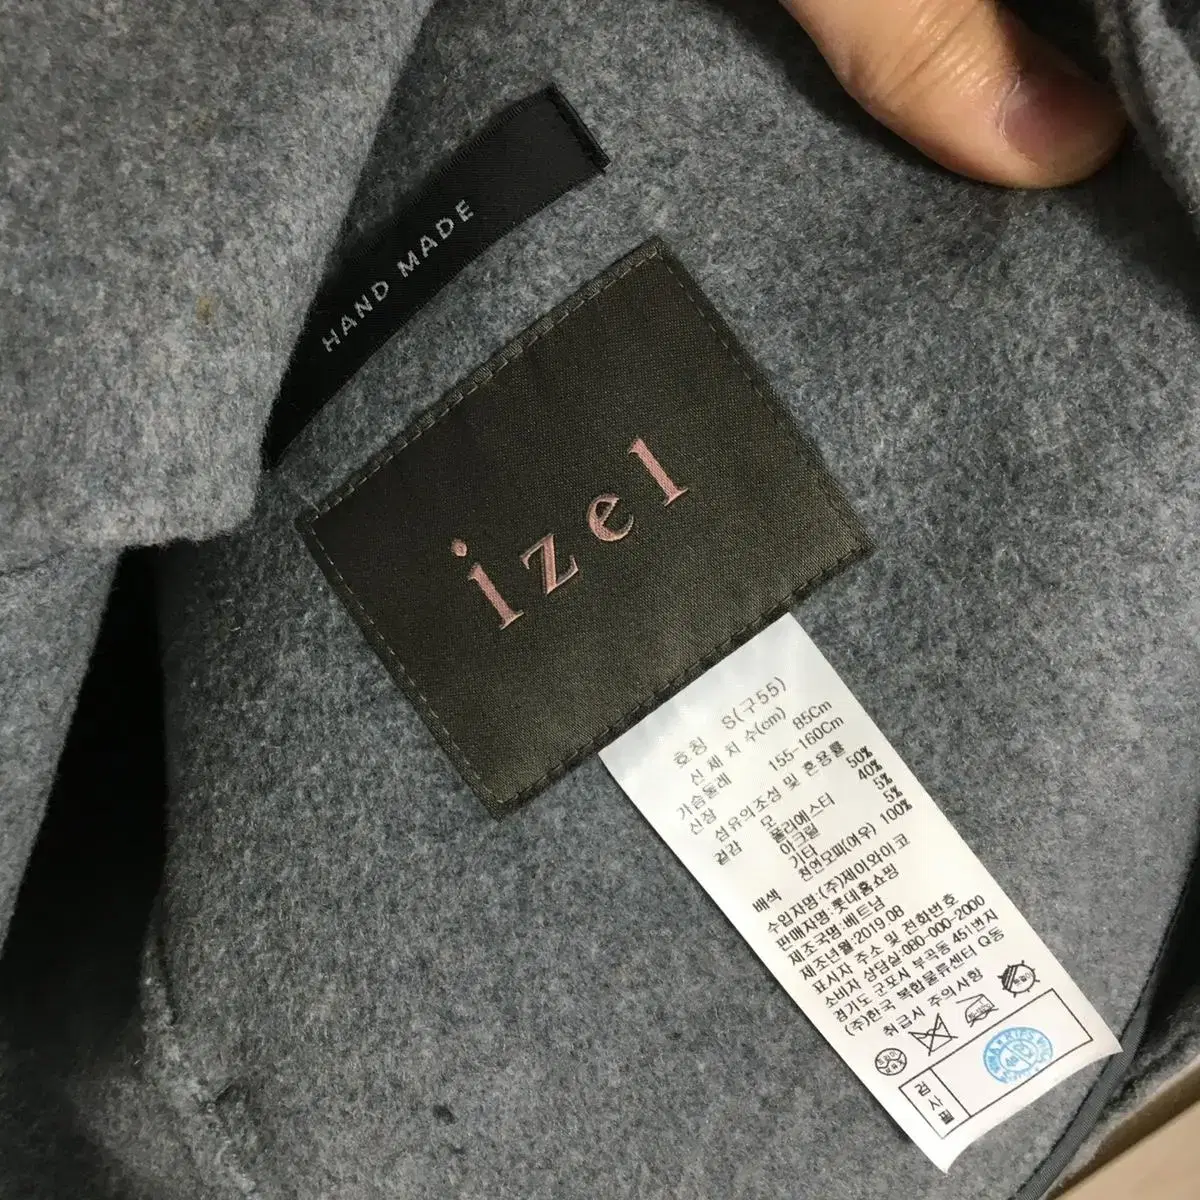 HAND MADE
izel
호칭 S(구55)
신체치수(cm)
가슴둘레 85Cm
신장 155-160Cm
섬유의조성 및 혼용률
겉감 모 50%
폴리에스터 40%
아크릴 5%
기타 5%
배색 천연모피(여우) 100%
수입자명:(주)제이와이코
판매자명:롯데홈쇼핑
제조국명:베트남
제조년월:2019.08
표시자 주소 및 전화번호
소비자 상담실:080-000-2000
경기도 군포시 부곡동 451번지
(주)한국 복합물류센터 Q동
취급시 주의사항
드라이
검사필